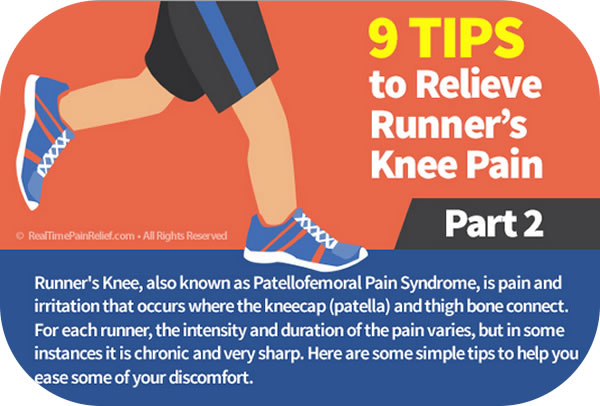 9 TIPS
to Relieve
Runner's
Knee Pain
Part 2
© RealTimePainRelief.com • All Rights Reserved
Runner's Knee, also known as Patellofemoral Pain Syndrome, is pain and
irritation that occurs where the kneecap (patella) and thigh bone connect.
For each runner, the intensity and duration of the pain varies, but in some
instances it is chronic and very sharp. Here are some simple tips to help you
ease some of your discomfort.